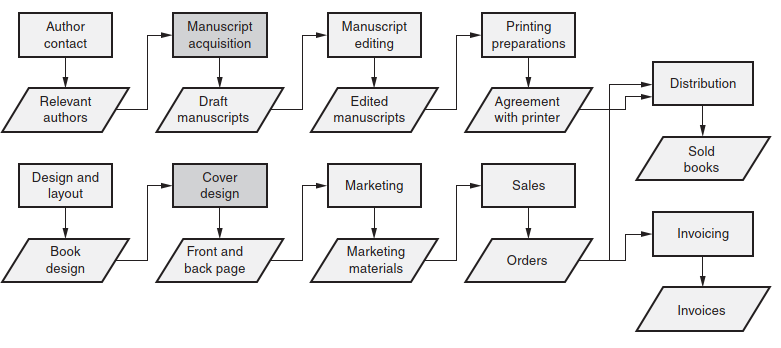 Author
contact
Manuscript
acquisition
Manuscript
editing
Printing
preparations
Relevant
authors
Draft
manuscripts
Edited
manuscripts
Agreement
with printer
Distribution
Sold
books
Design and
layout
Cover
design
Marketing
Sales
Book
design
Front and
back page
Marketing
materials
Orders
Invoicing
Invoices